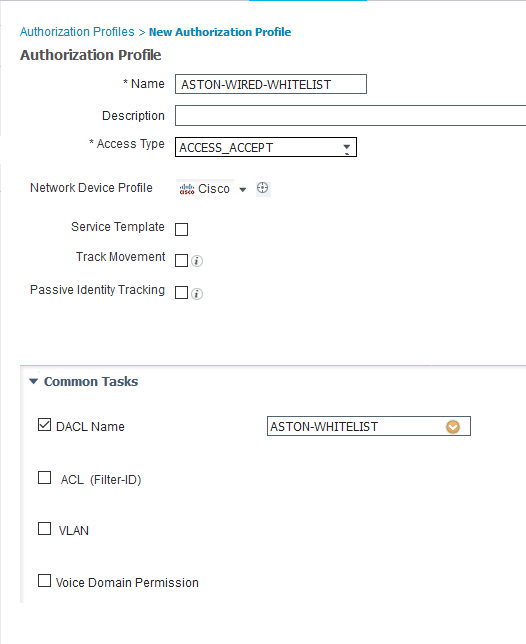 Authorization Profiles > New Authorization Profile
Authorization Profile
* Name ASTON-WIRED-WHITELIST
Description
* Access Type ACCESS_ACCEPT
Network Device Profile cisco Cisco
Service Template
Track Movement i
Passive Identity Tracking i
Common Tasks
DACL Name ASTON-WHITELIST
ACL (Filter-ID)
VLAN
Voice Domain Permission